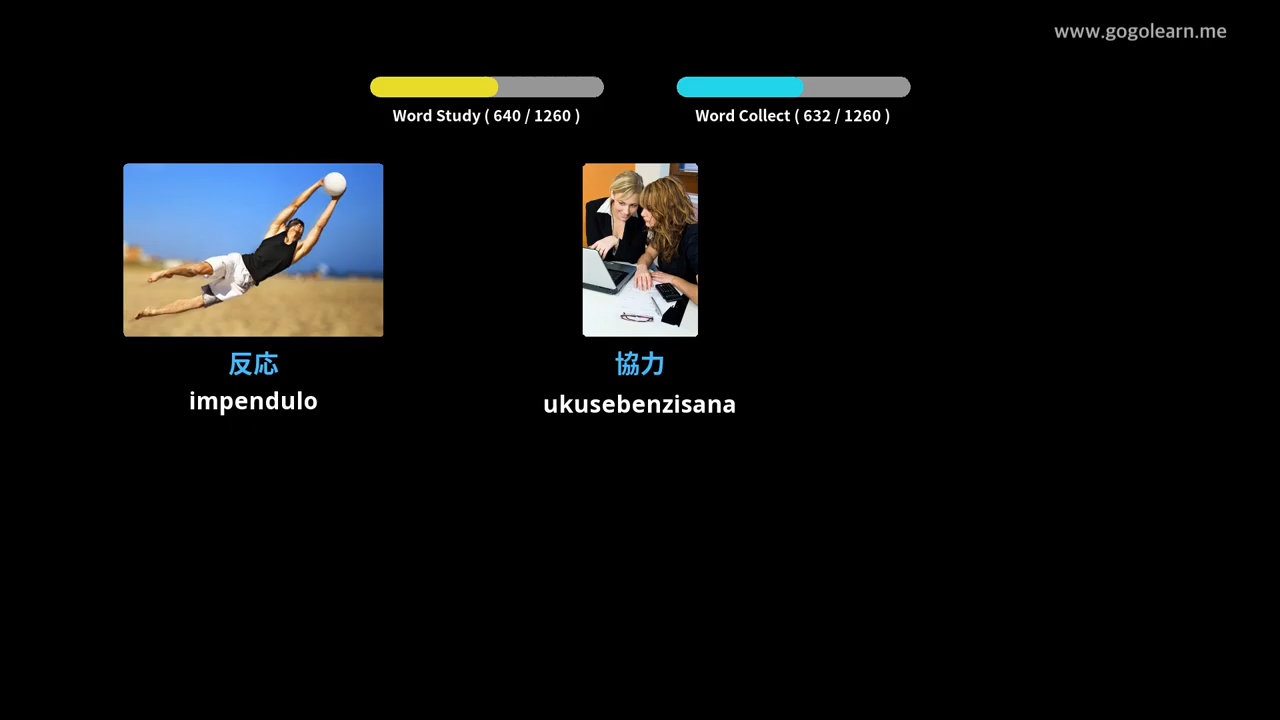 www.gogolearn.me
Word Study ( 640 / 1260 )
Word Collect ( 632 / 1260 )
反応
impendulo
協力
ukusebenzisana